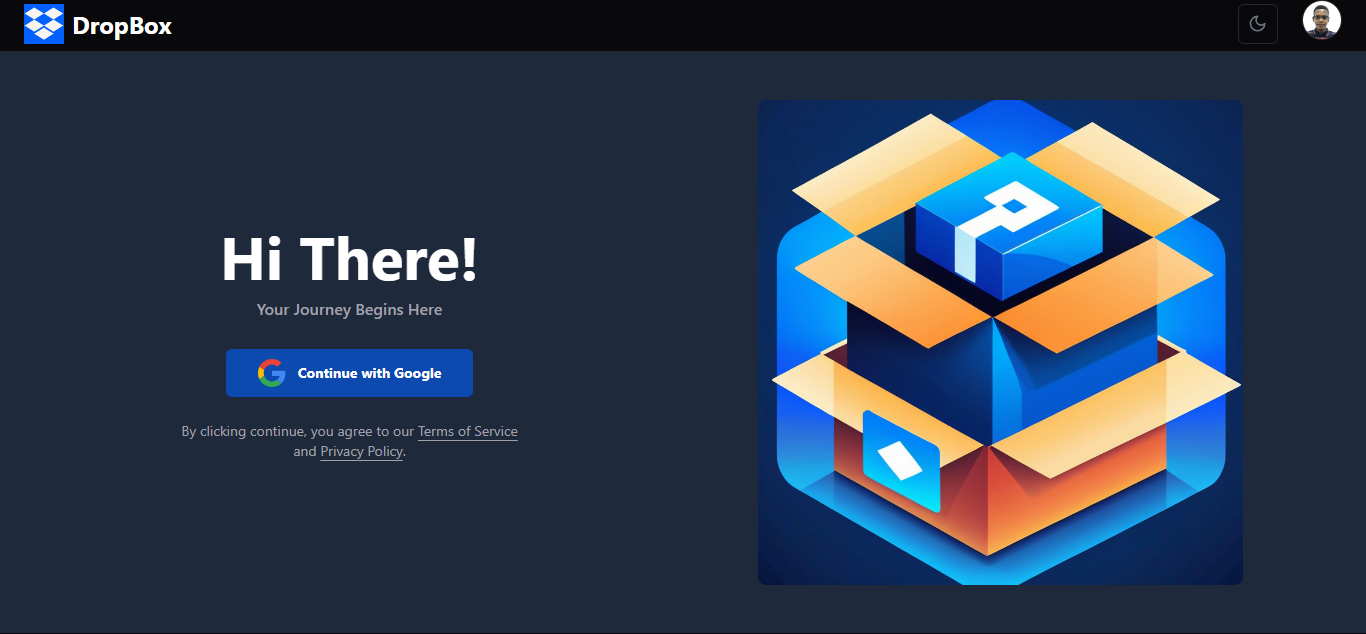 DropBox
Hi There!
Your Journey Begins Here
Continue with Google
By clicking continue, you agree to our Terms of Service
and Privacy Policy.